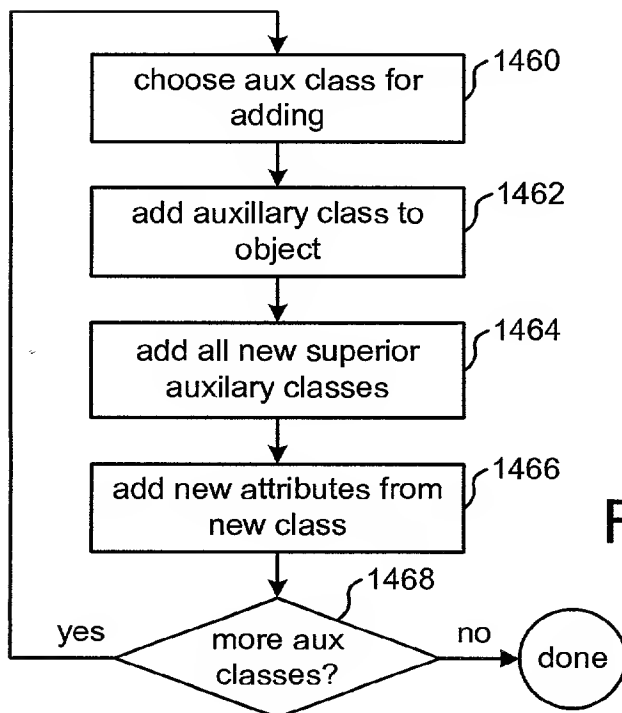 1460
choose aux class for
adding
1462
add auxillary class to
object
1464
add all new superior
auxilary classes
1466
add new attributes from
new class
F
1468
yes
more aux
classes?
no
done